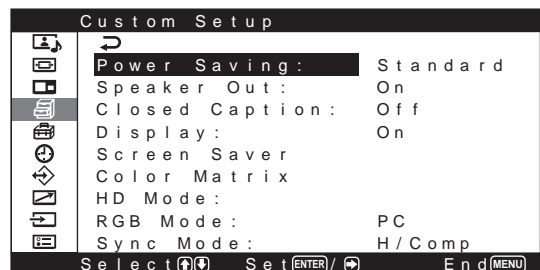 Custom Setup
Power Saving: Standard
Speaker Out: On
Closed Caption: Off
Display: On
Screen Saver
Color Matrix
HD Mode:
RGB Mode: PC
Sync Mode: H/Comp
Select Set ENTER / End MENU